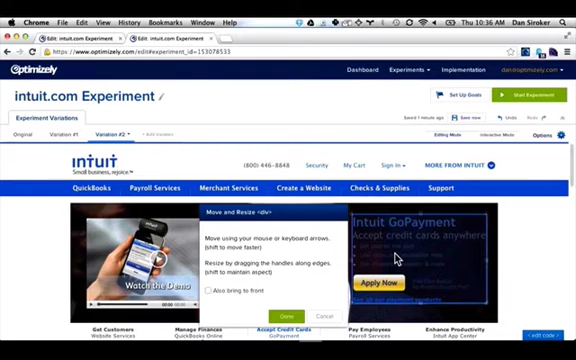 Chrome File Edit View History Bookmarks Window Help
Thu 10:36 AM Dan Siroker
Edit: intuit.com Experiment
Edit: intuit.com Experiment
https://www.optimizely.com/edit#experiment_id=153078533
Optimizely
Dashboard Experiments Implementation
intuit.com Experiment
Set Up Goals
Start Experiment
Experiment Variations
Saved 1 minute ago Save now Undo Redo
Original Variation #1 Variation #2 + Add Variation
Editing Mode Interactive Mode Options
intuit
Small business, rejoice.™
(800) 446-8848 Security My Cart Sign In MORE FROM INTUIT
QuickBooks Payroll Services Merchant Services Create a Website Checks & Supplies Support
Move and Resize <div>
Move using your mouse or keyboard arrows.
(shift to move faster)
Resize by dragging the handles along edges.
(shift to maintain aspect)
Also bring to front
Done Cancel
Watch the Demo
00:00 00:00
Intuit GoPayment
Accept credit cards anywhere
Apply Now
Get Customers
Website Services
Manage Finances
QuickBooks Online
Accept Credit Cards
GoPayment
Pay Employees
Payroll Services
Enhance Productivity
Intuit App Center
< edit code >